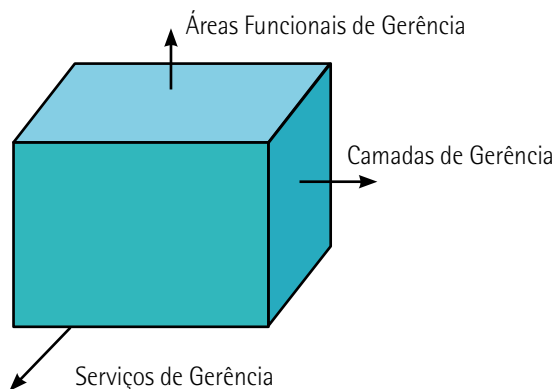 Áreas Funcionais de Gerência
Camadas de Gerência
Serviços de Gerência